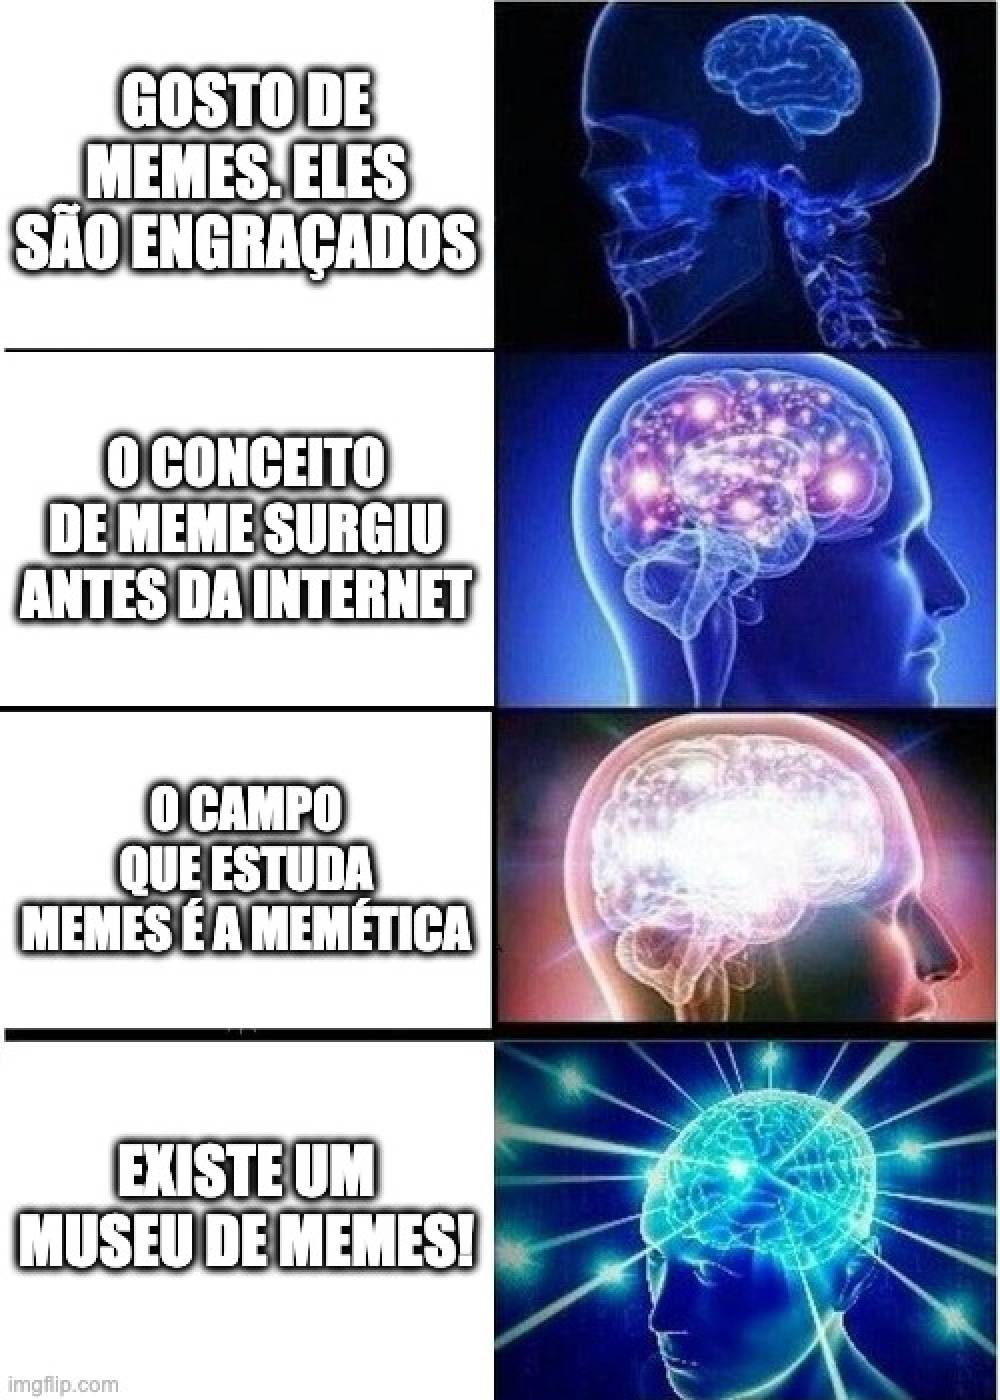 GOSTO DE
MEMES. ELES
SÃO ENGRAÇADOS
O CONCEITO
DE MEME SURGIU
ANTES DA INTERNET
O CAMPO
QUE ESTUDA
MEMES É A MEMÉTICA
EXISTE UM
MUSEU DE MEMES!
imgflip.com